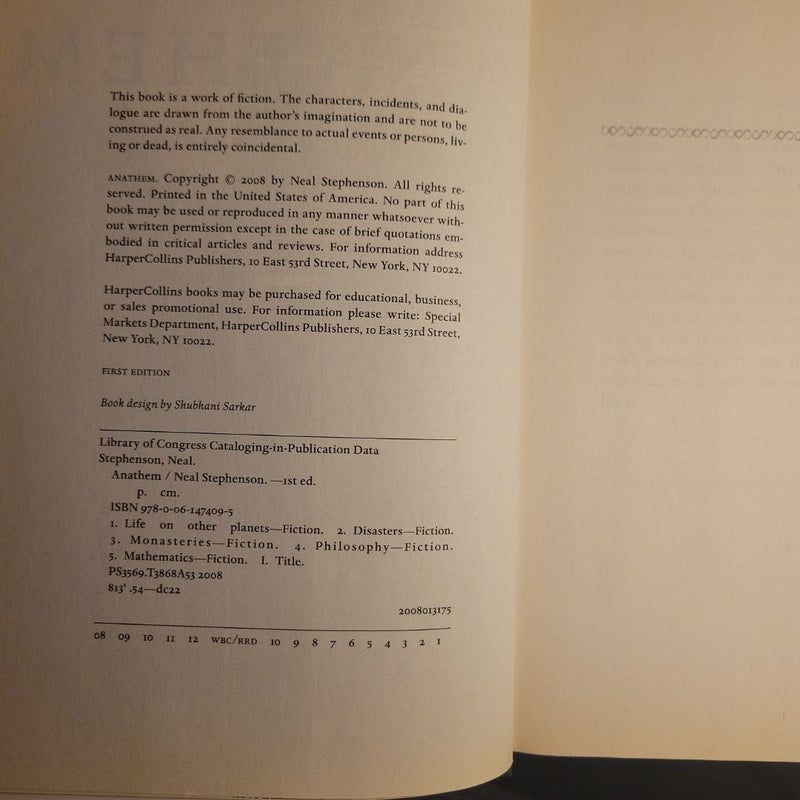 This book is a work of fiction. The characters, incidents, and dia-
logue are drawn from the author's imagination and are not to be
construed as real. Any resemblance to actual events or persons, liv-
ing or dead, is entirely coincidental.
ANATHEM. Copyright © 2008 by Neal Stephenson. All rights re-
served. Printed in the United States of America. No part of this
book may be used or reproduced in any manner whatsoever with-
out written permission except in the case of brief quotations em-
bodied in critical articles and reviews. For information address
HarperCollins Publishers, 10 East 53rd Street, New York, NY 10022.
HarperCollins books may be purchased for educational, business,
or sales promotional use. For information please write: Special
Markets Department, HarperCollins Publishers, 10 East 53rd Street,
New York, NY 10022.
FIRST EDITION
Book design by Shubhani Sarkar
Library of Congress Cataloging-in-Publication Data
Stephenson, Neal.
Anathem / Neal Stephenson. —1st ed.
p. cm.
ISBN 978-0-06-147409-5
1. Life on other planets—Fiction. 2. Disasters—Fiction.
3. Monasteries—Fiction. 4. Philosophy—Fiction.
5. Mathematics—Fiction. I. Title.
PS3569.T3868A53 2008
813' .54—dc22
2008013175
08 09 10 11 12 WBC/RRD 10 9 8 7 6 5 4 3 2 1